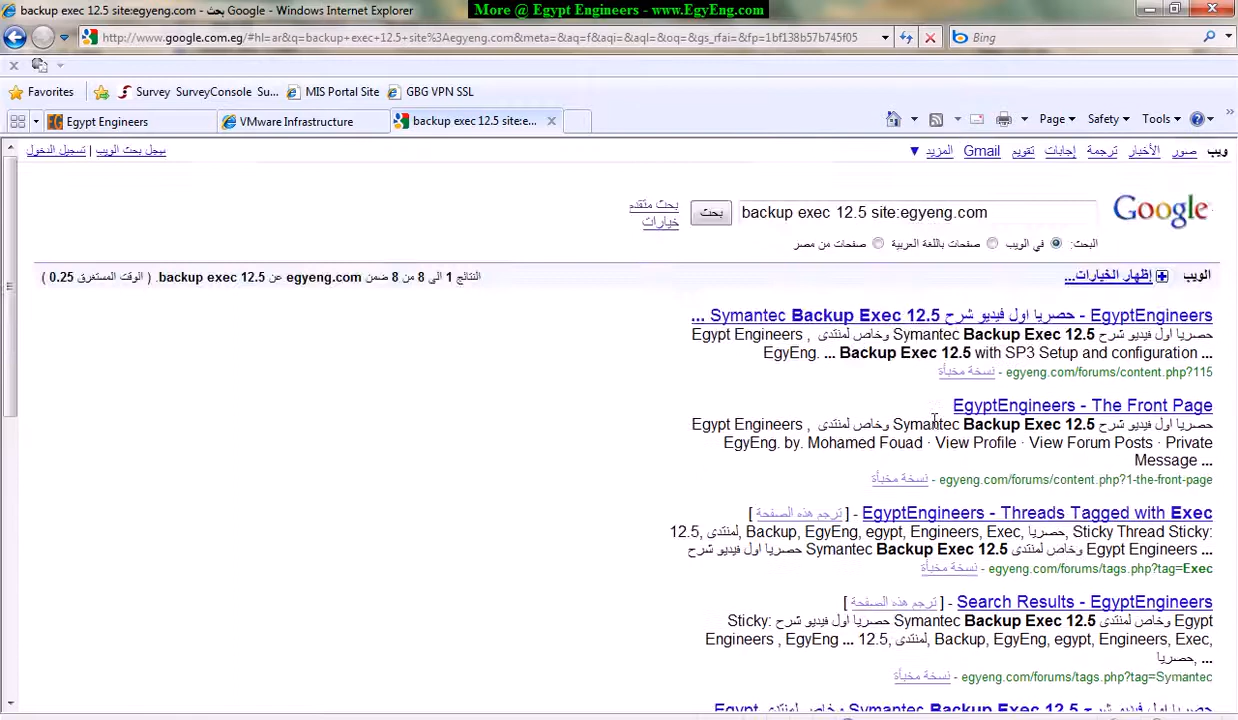 backup exec 12.5 site:egyeng.com - بحث Google - Windows Internet Explorer
More @ Egypt Engineers - www.EgyEng.com
http://www.google.com.eg/#hl=ar&q=backup+exec+12.5+site%3Aegyeng.com&meta=&aq=f&aqi=&aql=&oq=&gs_rfai=&fp=1bf138b57b745f05
Bing
Favorites Survey SurveyConsole Su... MIS Portal Site GBG VPN SSL
Egypt Engineers VMware Infrastructure backup exec 12.5 site:e... Page Safety Tools
ويب صور الأخبار ترجمة إجابات تقويم Gmail المزيد ▼
سجل بحث الويب | تسجيل الدخول
Google backup exec 12.5 site:egyeng.com بحث بحث متقدم
خيارات
البحث: في الويب صفحات باللغة العربية صفحات من مصر
الويب إظهار الخيارات...
النتائج 1 الى 8 من 8 ضمن egyeng.com عن backup exec 12.5. ( الوقت المستغرق 0.25 )
EgyptEngineers - حصريا اول فيديو شرح Symantec Backup Exec 12.5 ...
حصريا اول فيديو شرح Symantec Backup Exec 12.5 وخاص لمنتدى Egypt Engineers ,
EgyEng. ... Backup Exec 12.5 with SP3 Setup and configuration ...
egyeng.com/forums/content.php?115 - نسخة مخبأة
EgyptEngineers - The Front Page
حصريا اول فيديو شرح Symantec Backup Exec 12.5 وخاص لمنتدى Egypt Engineers ,
EgyEng. by. Mohamed Fouad · View Profile · View Forum Posts · Private
Message ...
egyeng.com/forums/content.php?1-the-front-page - نسخة مخبأة
EgyptEngineers - Threads Tagged with Exec - [ ترجم هذه الصفحة ]
Sticky Thread Sticky: حصريا, 12.5, لمنتدى, Backup, EgyEng, egypt, Engineers, Exec,
حصريا اول فيديو شرح Symantec Backup Exec 12.5 وخاص لمنتدى Egypt Engineers ...
egyeng.com/forums/tags.php?tag=Exec - نسخة مخبأة
Search Results - EgyptEngineers - [ ترجم هذه الصفحة ]
Sticky: حصريا اول فيديو شرح Symantec Backup Exec 12.5 وخاص لمنتدى Egypt
Engineers , EgyEng ... 12.5, لمنتدى, Backup, EgyEng, egypt, Engineers, Exec,
حصريا, ...
egyeng.com/forums/tags.php?tag=Symantec - نسخة مخبأة
حصريا اول فيديو شرح Symantec Backup Exec 12.5 وخاص لمنتدى Egypt